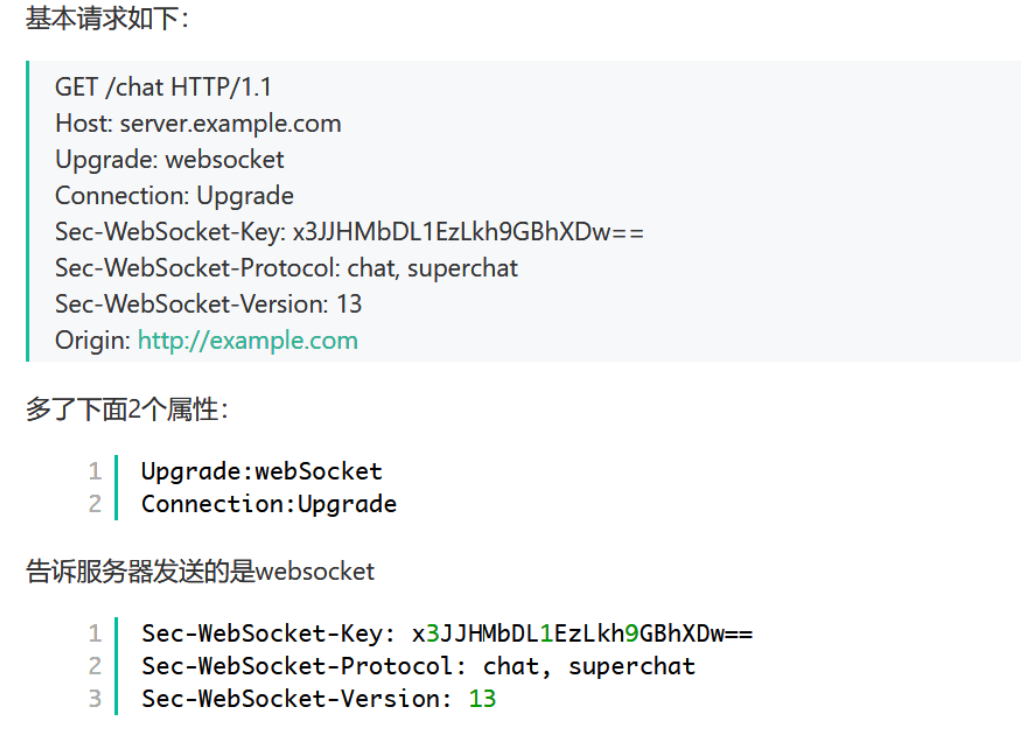 基本请求如下：
GET /chat HTTP/1.1
Host: server.example.com
Upgrade: websocket
Connection: Upgrade
Sec-WebSocket-Key: x3JJHMbDL1EzLkh9GBhXDw==
Sec-WebSocket-Protocol: chat, superchat
Sec-WebSocket-Version: 13
Origin: http://example.com
多了下面2个属性：
1 Upgrade:webSocket
2 Connection:Upgrade
告诉服务器发送的是websocket
1 Sec-WebSocket-Key: x3JJHMbDL1EzLkh9GBhXDw==
2 Sec-WebSocket-Protocol: chat, superchat
3 Sec-WebSocket-Version: 13